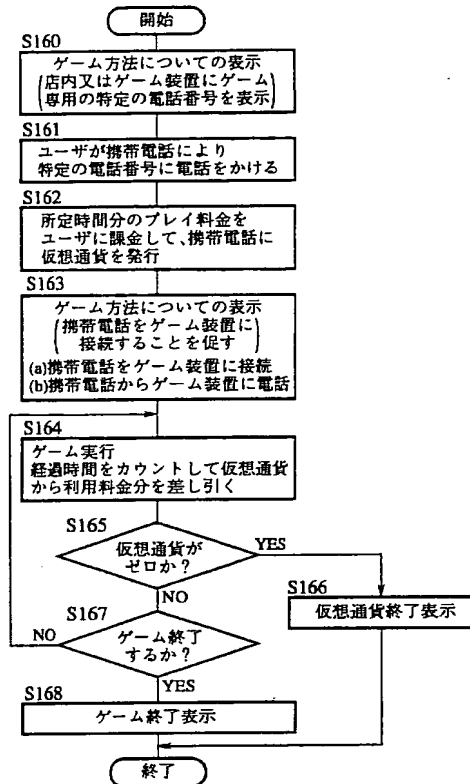 開始
S160
ゲーム方法についての表示
(店内又はゲーム装置にゲーム
専用の特定の電話番号を表示)
S161
ユーザが携帯電話により
特定の電話番号に電話をかける
S162
所定時間分のプレイ料金を
ユーザに課金して、携帯電話に
仮想通貨を発行
S163
ゲーム方法についての表示
(携帯電話をゲーム装置に
接続することを促す)
(a)携帯電話をゲーム装置に接続
(b)携帯電話からゲーム装置に電話
S164
ゲーム実行
経過時間をカウントして仮想通貨
から利用料金分を差し引く
S165
仮想通貨が
ゼロか?
YES
NO
S166
仮想通貨終了表示
S167
ゲーム終了
するか?
NO
YES
S168
ゲーム終了表示
終了